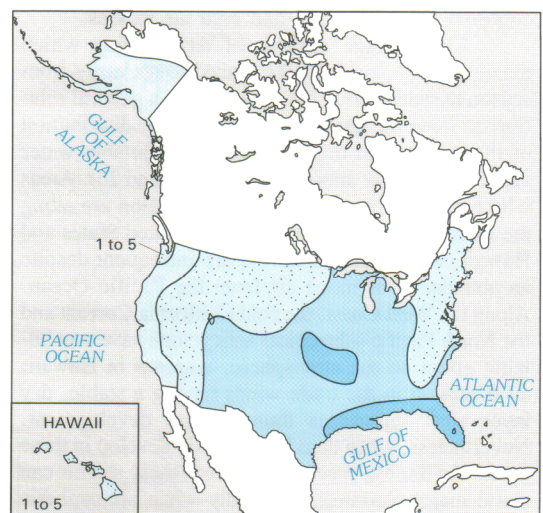 GULF
OF
ALASKA
1 to 5
PACIFIC
OCEAN
ATLANTIC
OCEAN
HAWAII
GULF OF
MEXICO
1 to 5